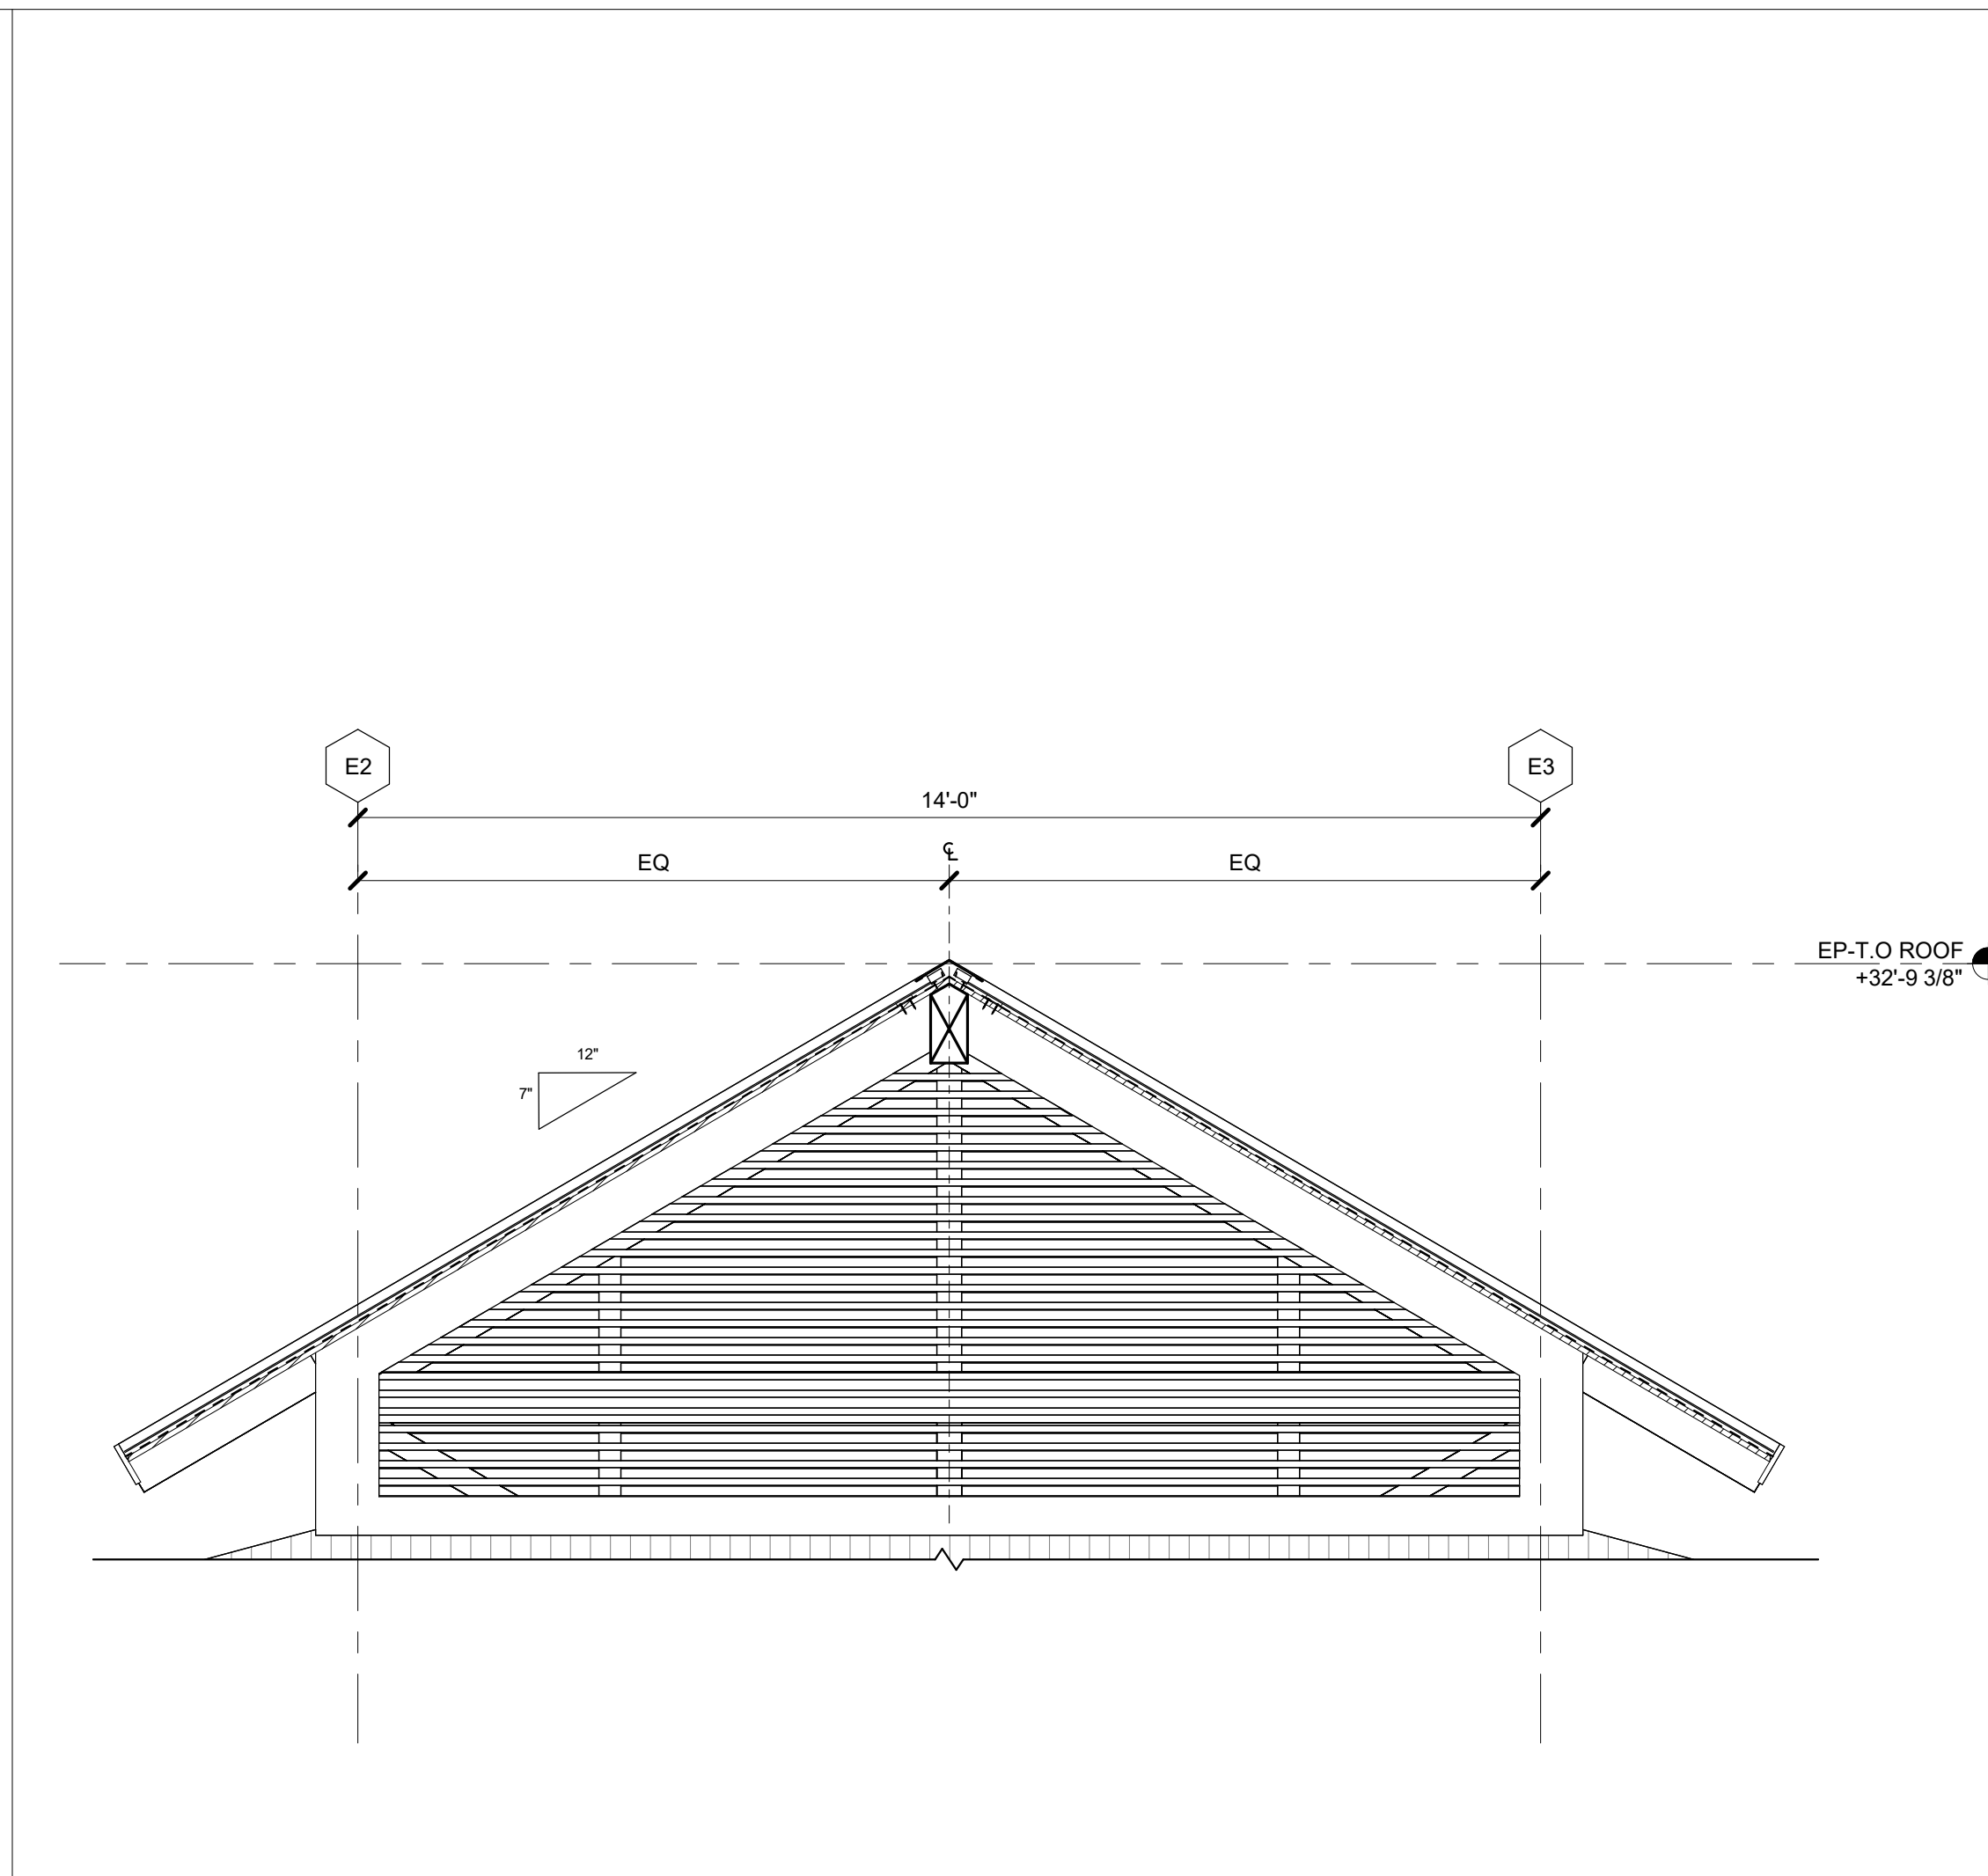 E2
E3
14'-0"
℄
EQ
EQ
EP-T.O ROOF
+32'-9 3/8"
12"
7"